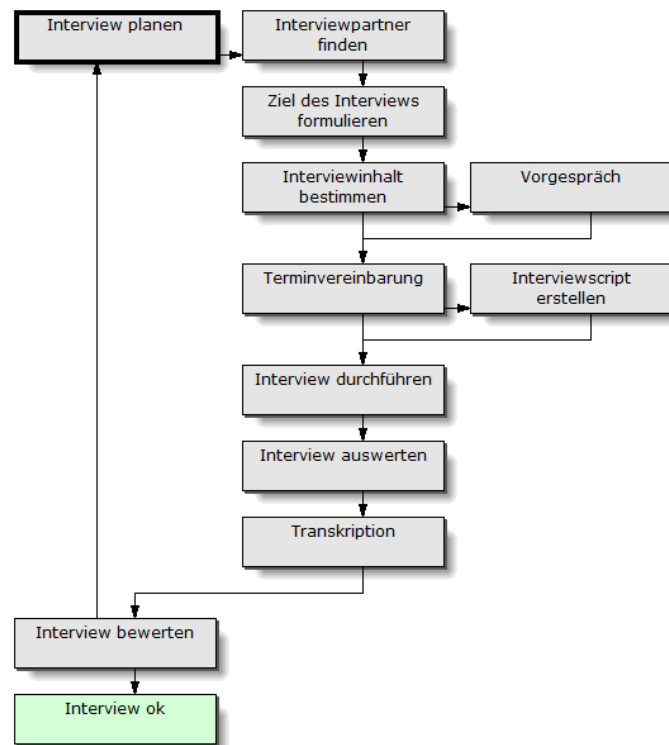 Interview planen
Interviewpartner
finden
Ziel des Interviews
formulieren
Interviewinhalt
bestimmen
Vorgespräch
Terminvereinbarung
Interviewscript
erstellen
Interview durchführen
Interview auswerten
Transkription
Interview bewerten
Interview ok